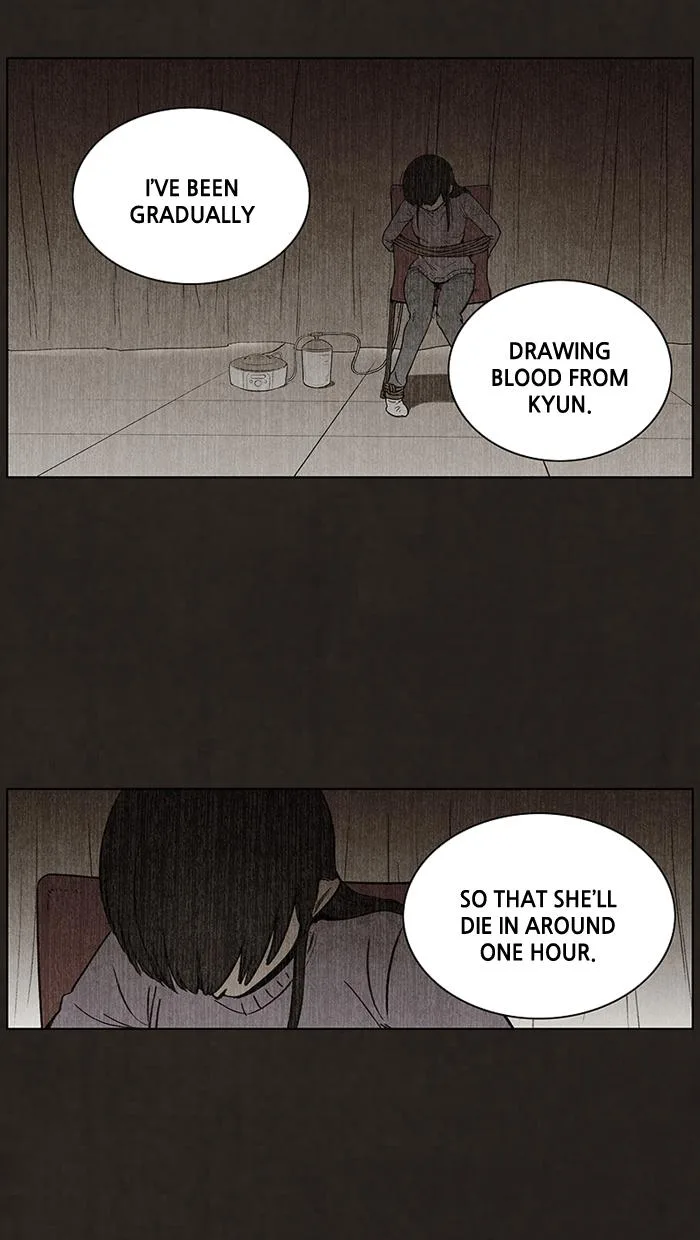 I'VE BEEN
GRADUALLY
DRAWING
BLOOD FROM
KYUN.
SO THAT SHE'LL
DIE IN AROUND
ONE HOUR.